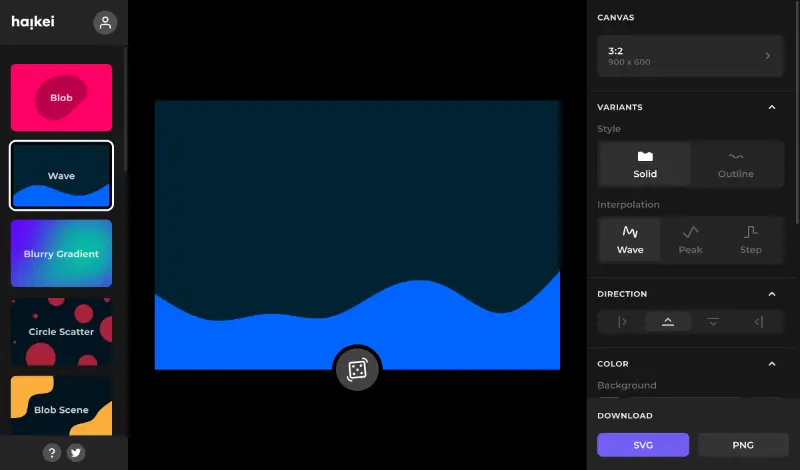 haikei
Blob
Wave
Blurry Gradient
Circle Scatter
Blob Scene
?
CANVAS
3:2
900 x 600
VARIANTS
Style
Solid
Outline
Interpolation
Wave
Peak
Step
DIRECTION
COLOR
Background
DOWNLOAD
SVG
PNG